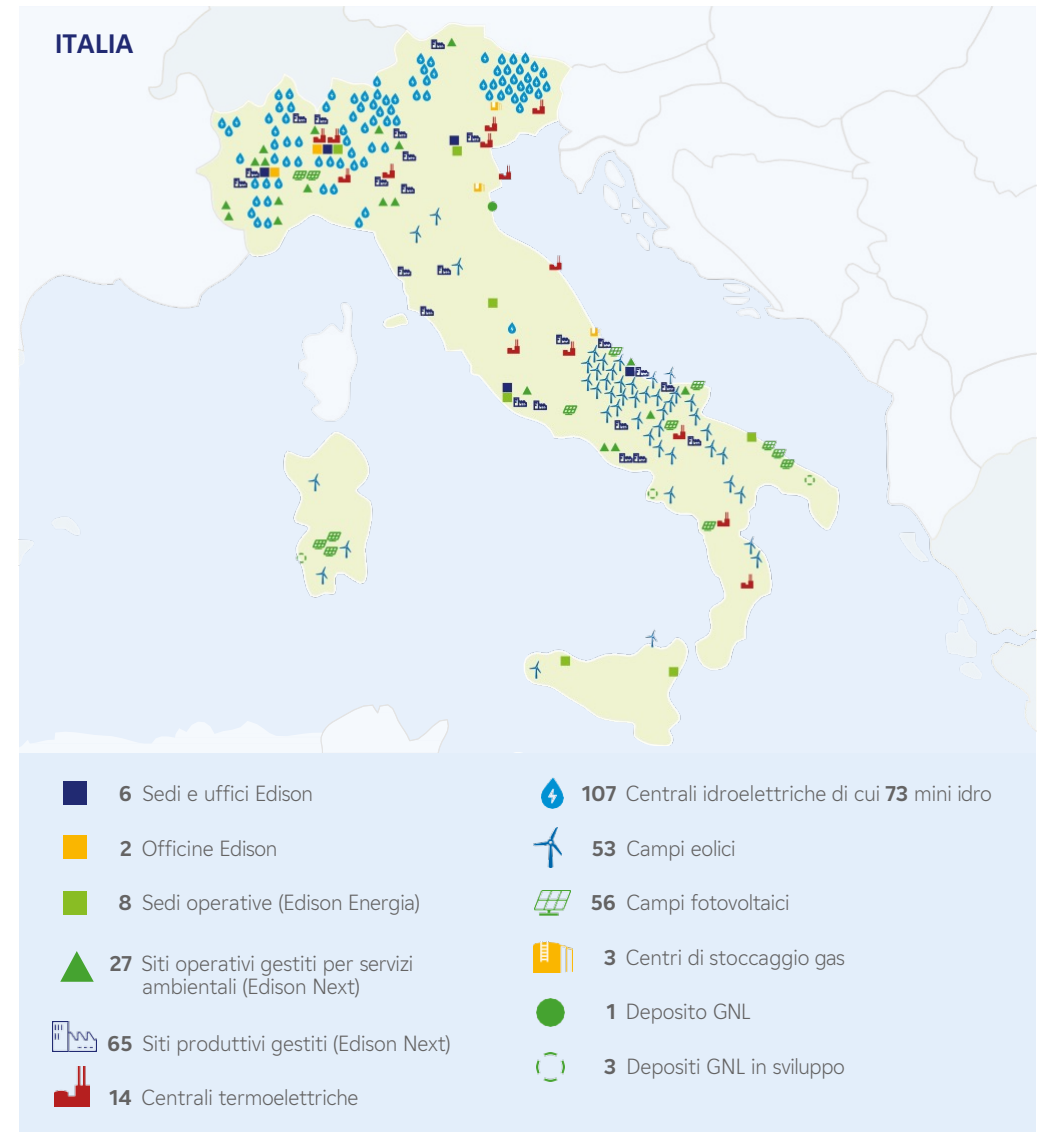 ITALIA
6 Sedi e uffici Edison
2 Officine Edison
8 Sedi operative (Edison Energia)
27 Siti operativi gestiti per servizi
ambientali (Edison Next)
65 Siti produttivi gestiti (Edison Next)
14 Centrali termoelettriche
107 Centrali idroelettriche di cui 73 mini idro
53 Campi eolici
56 Campi fotovoltaici
3 Centri di stoccaggio gas
1 Deposito GNL
3 Depositi GNL in sviluppo